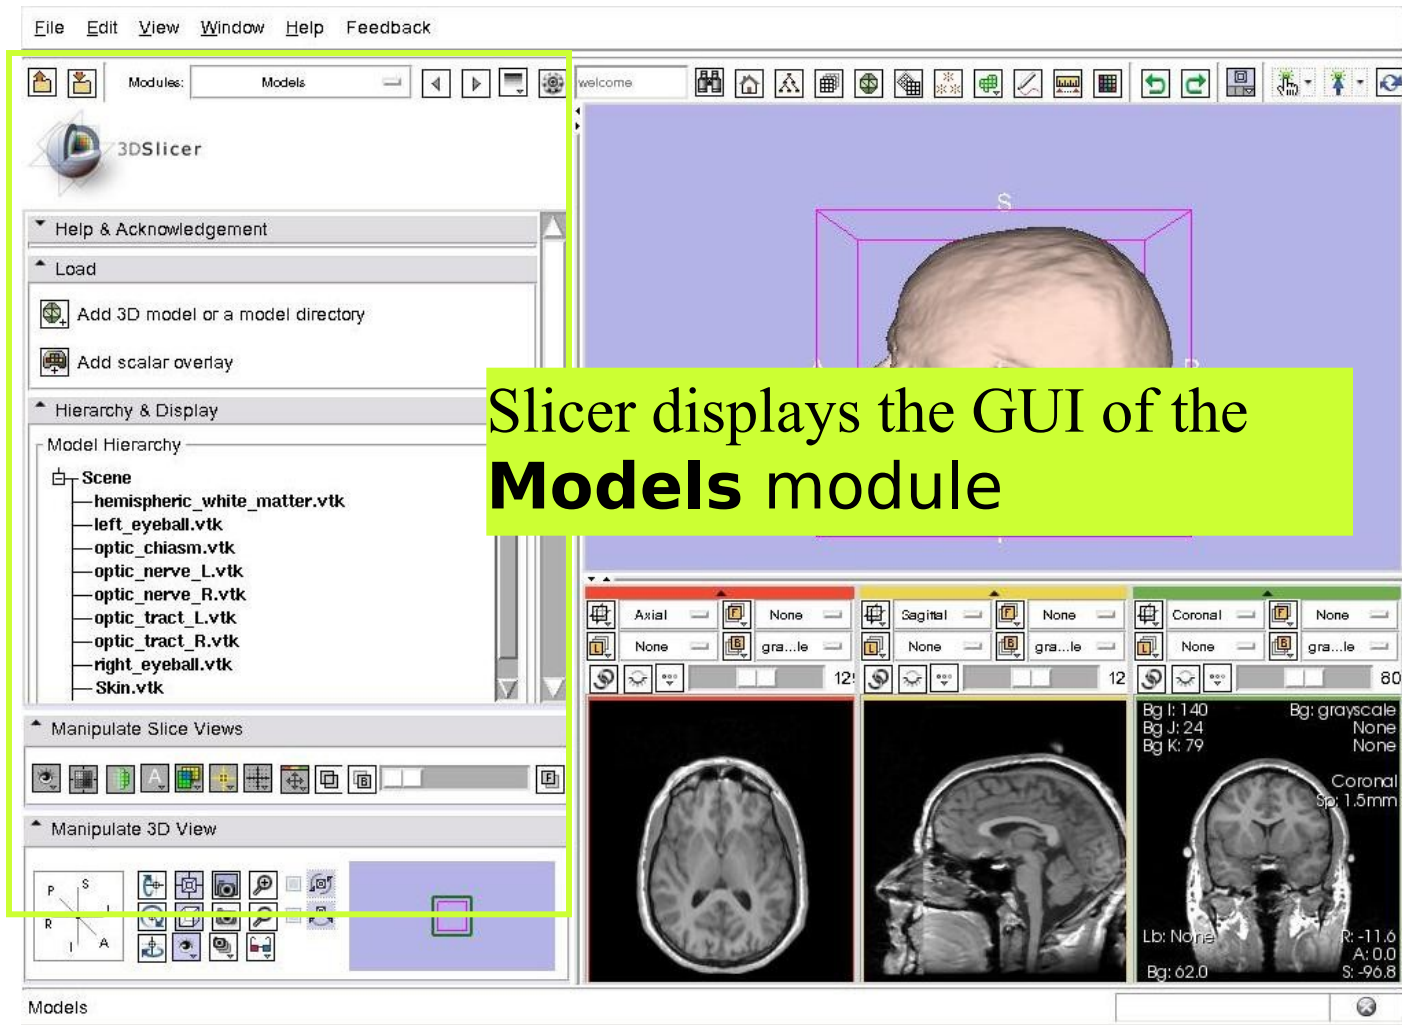 File Edit View Window Help Feedback
Modules: Models
welcome
3DSlicer
Help & Acknowledgement
Load
Add 3D model or a model directory
Add scalar overlay
Hierarchy & Display
Model Hierarchy
Scene
hemispheric_white_matter.vtk
left_eyeball.vtk
optic_chiasm.vtk
optic_nerve_L.vtk
optic_nerve_R.vtk
optic_tract_L.vtk
optic_tract_R.vtk
right_eyeball.vtk
Skin.vtk
Manipulate Slice Views
A B F
Manipulate 3D View
P S
R L
I A
S
Slicer displays the GUI of the
Models module
Axial F None
L None B gra...le
12
Sagittal F None
L None B gra...le
12
Coronal F None
L None B gra...le
80
Bg I: 140 Bg: grayscale
Bg J: 24 None
Bg K: 79 None
Coronal
Sp: 1.5mm
Lb: None R: -11.6
A: 0.0
Bg: 62.0 S: -96.8
Models